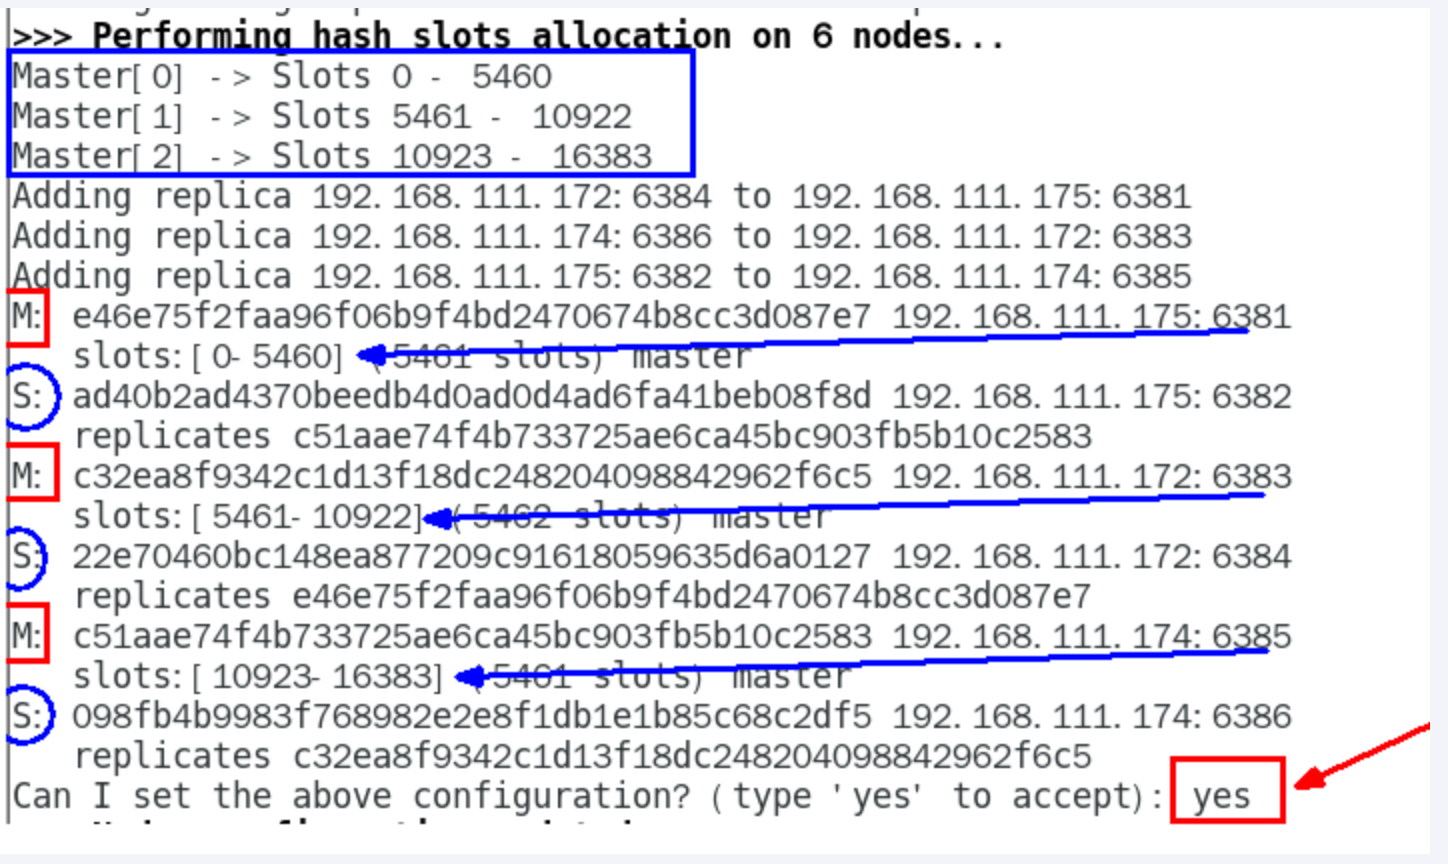 >>> Performing hash slots allocation on 6 nodes...
Master[0] -> Slots 0 - 5460
Master[1] -> Slots 5461 - 10922
Master[2] -> Slots 10923 - 16383
Adding replica 192.168.111.172:6384 to 192.168.111.175:6381
Adding replica 192.168.111.174:6386 to 192.168.111.172:6383
Adding replica 192.168.111.175:6382 to 192.168.111.174:6385
M: e46e75f2faa96f06b9f4bd2470674b8cc3d087e7 192.168.111.175:6381
slots:[0-5460] (5461 slots) master
S: ad40b2ad4370beedb4d0ad0d4ad6fa41beb08f8d 192.168.111.175:6382
replicates c51aae74f4b733725ae6ca45bc903fb5b10c2583
M: c32ea8f9342c1d13f18dc248204098842962f6c5 192.168.111.172:6383
slots:[5461-10922] (5462 slots) master
S: 22e70460bc148ea877209c91618059635d6a0127 192.168.111.172:6384
replicates e46e75f2faa96f06b9f4bd2470674b8cc3d087e7
M: c51aae74f4b733725ae6ca45bc903fb5b10c2583 192.168.111.174:6385
slots:[10923-16383] (5461 slots) master
S: 098fb4b9983f768982e2e8f1db1e1b85c68c2df5 192.168.111.174:6386
replicates c32ea8f9342c1d13f18dc248204098842962f6c5
Can I set the above configuration? (type 'yes' to accept): yes